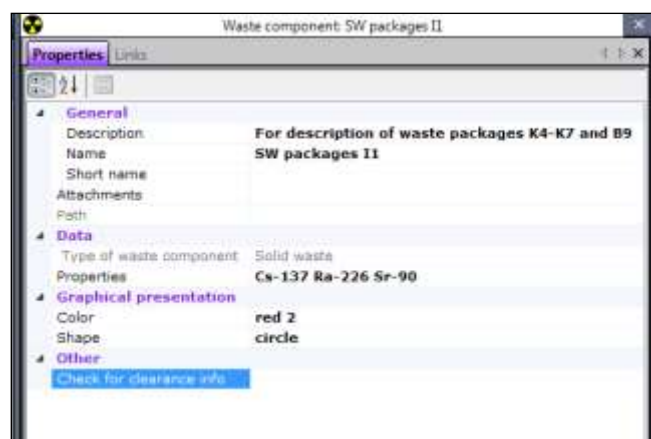 Waste component: SW packages I1
Properties Links
General
Description For description of waste packages K4-K7 and B9
Name SW packages I1
Short name
Attachments
Path
Data
Type of waste component Solid waste
Properties Cs-137 Ra-226 Sr-90
Graphical presentation
Color red 2
Shape circle
Other
Check for clearance info